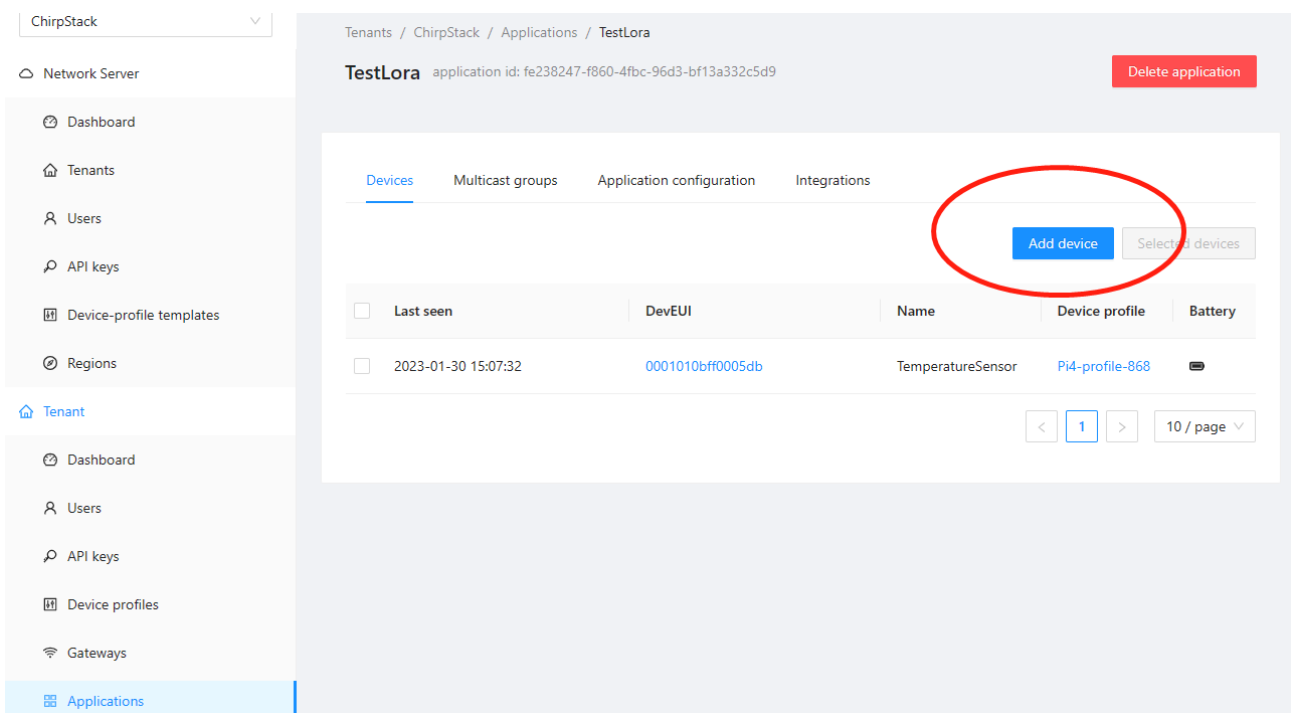 ChirpStack
Network Server
Dashboard
Tenants
Users
API keys
Device-profile templates
Regions
Tenant
Dashboard
Users
API keys
Device profiles
Gateways
Applications
Tenants / ChirpStack / Applications / TestLora
TestLora application id: fe238247-f860-4fbc-96d3-bf13a332c5d9
Delete application
Devices Multicast groups Application configuration Integrations
Add device Selected devices
Last seen DevEUI Name Device profile Battery
2023-01-30 15:07:32 0001010bff0005db TemperatureSensor Pi4-profile-868
< 1 > 10 / page